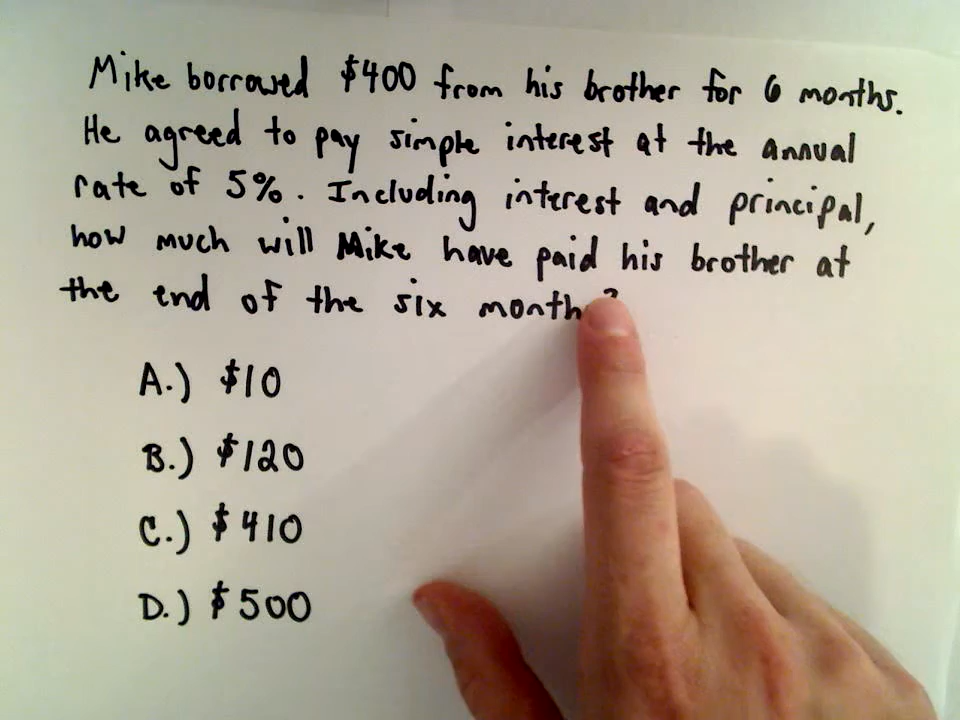 Mike borrowed $400 from his brother for 6 months.
He agreed to pay simple interest at the annual
rate of 5%. Including interest and principal,
how much will Mike have paid his brother at
the end of the six month ?
A.) $10
B.) $120
C.) $410
D.) $500